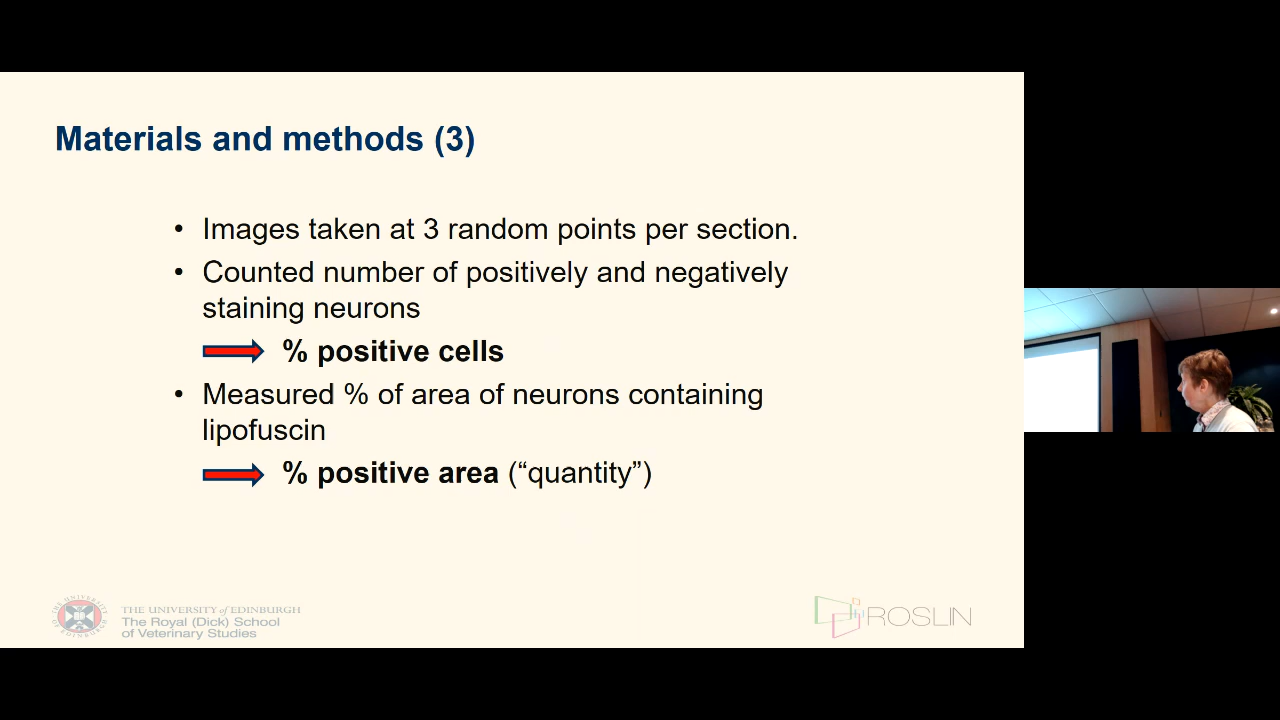 Materials and methods (3)
• Images taken at 3 random points per section.
• Counted number of positively and negatively
staining neurons
% positive cells
• Measured % of area of neurons containing
lipofuscin
% positive area (“quantity”)
THE UNIVERSITY of EDINBURGH
The Royal (Dick) School
of Veterinary Studies
ROSLIN